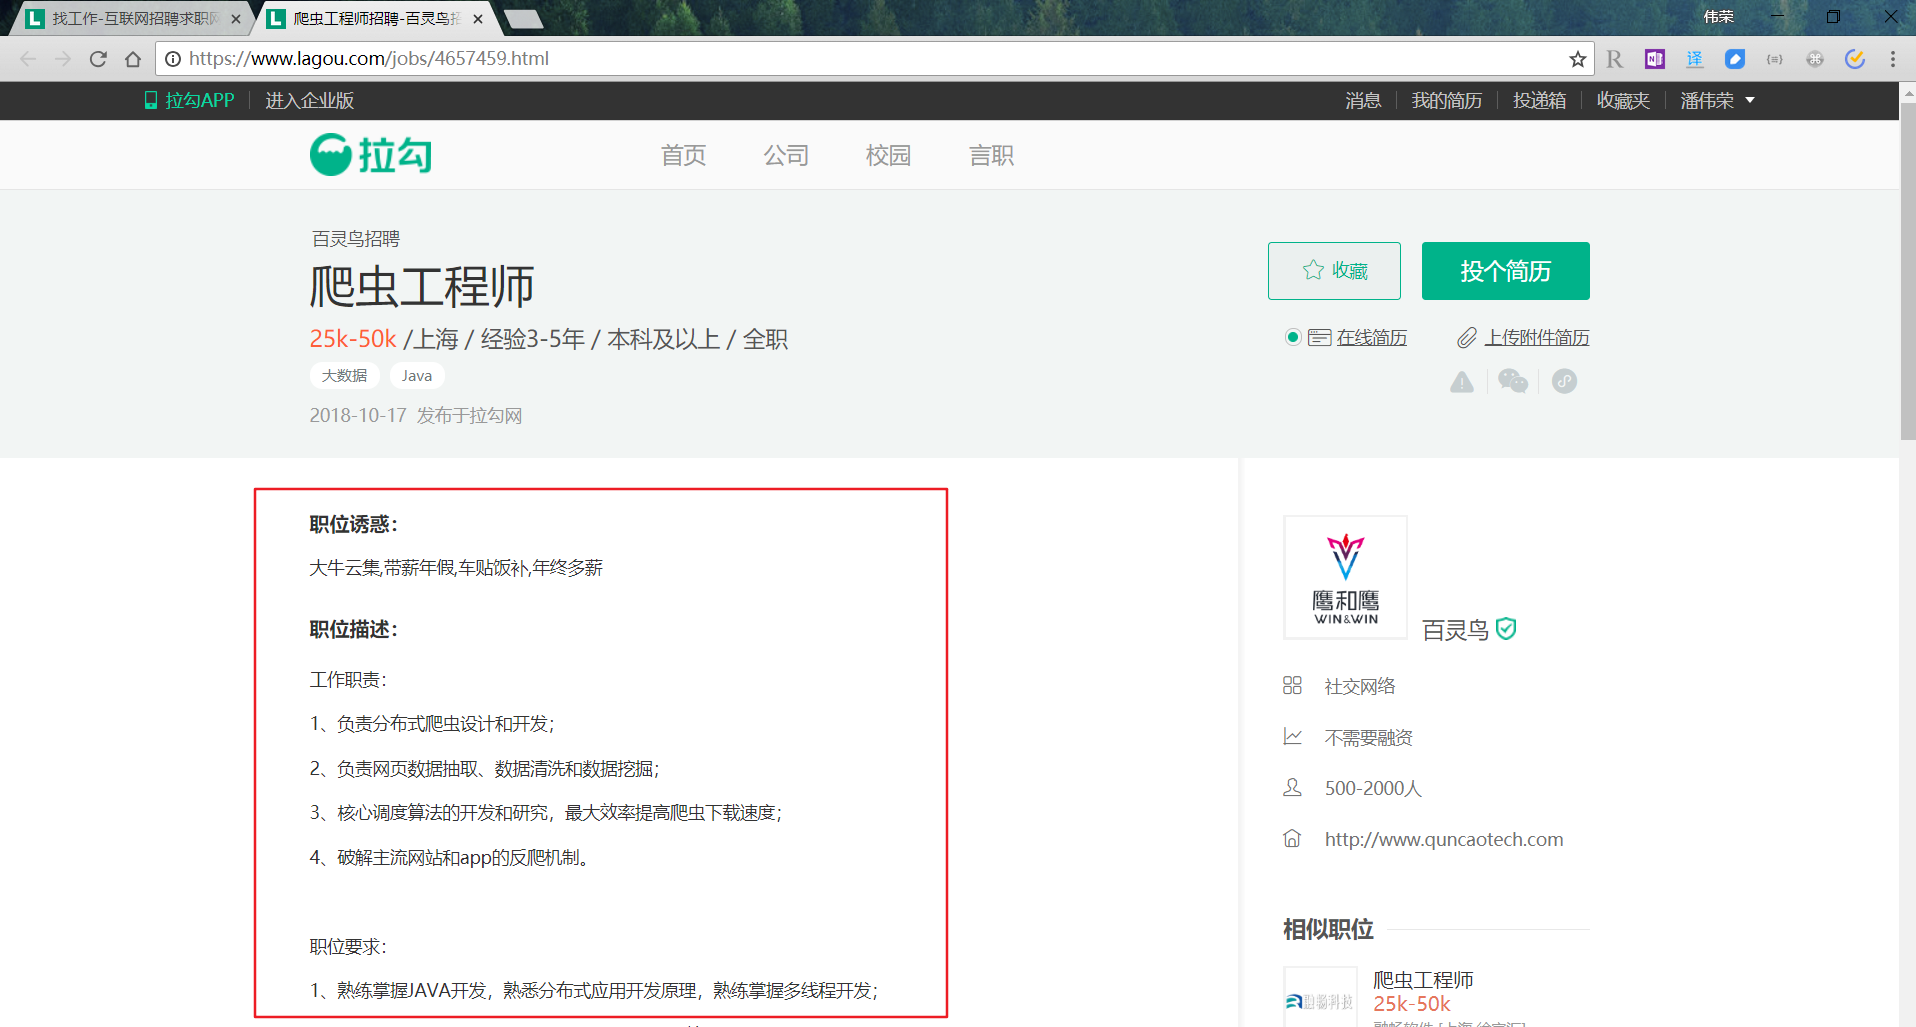 找工作-互联网招聘求职网
爬虫工程师招聘-百灵鸟招
伟荣
https://www.lagou.com/jobs/4657459.html
拉勾APP 进入企业版 消息 我的简历 投递箱 收藏夹 潘伟荣
拉勾 首页 公司 校园 言职
百灵鸟招聘
爬虫工程师
25k-50k /上海 / 经验3-5年 / 本科及以上 / 全职
大数据 Java
2018-10-17 发布于拉勾网
收藏 投个简历
在线简历 上传附件简历
职位诱惑：
大牛云集,带薪年假,车贴饭补,年终多薪
职位描述：
工作职责：
1、负责分布式爬虫设计和开发；
2、负责网页数据抽取、数据清洗和数据挖掘；
3、核心调度算法的开发和研究，最大效率提高爬虫下载速度；
4、破解主流网站和app的反爬机制。
职位要求：
1、熟练掌握JAVA开发，熟悉分布式应用开发原理，熟练掌握多线程开发；
鹰和鹰
WIN&WIN
百灵鸟
社交网络
不需要融资
500-2000人
http://www.quncaotech.com
相似职位
融畅科技
爬虫工程师
25k-50k